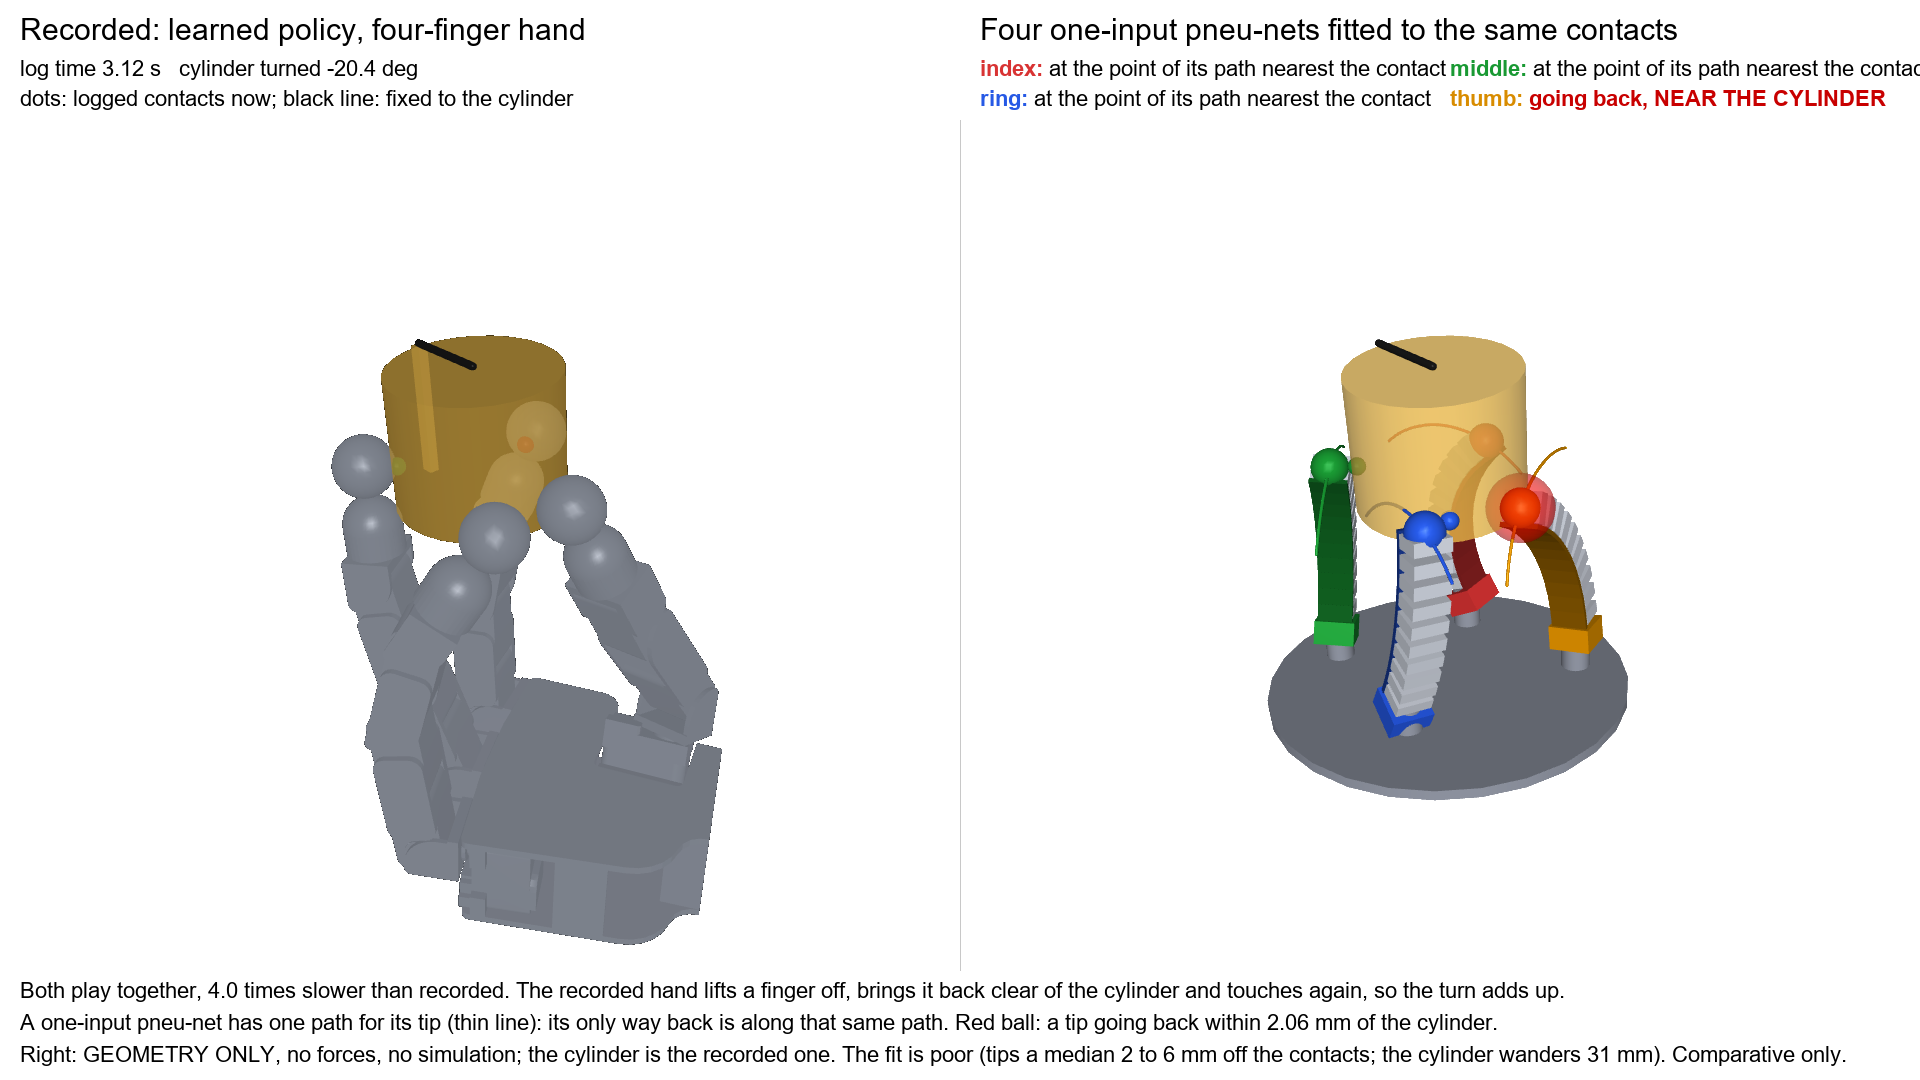 Recorded: learned policy, four-finger hand
log time 3.12 s   cylinder turned -20.4 deg
dots: logged contacts now; black line: fixed to the cylinder
Four one-input pneu-nets fitted to the same contacts
index: at the point of its path nearest the contact middle: at the point of its path nearest the contac
ring: at the point of its path nearest the contact   thumb: going back, NEAR THE CYLINDER
Both play together, 4.0 times slower than recorded. The recorded hand lifts a finger off, brings it back clear of the cylinder and touches again, so the turn adds up.
A one-input pneu-net has one path for its tip (thin line): its only way back is along that same path. Red ball: a tip going back within 2.06 mm of the cylinder.
Right: GEOMETRY ONLY, no forces, no simulation; the cylinder is the recorded one. The fit is poor (tips a median 2 to 6 mm off the contacts; the cylinder wanders 31 mm). Comparative only.